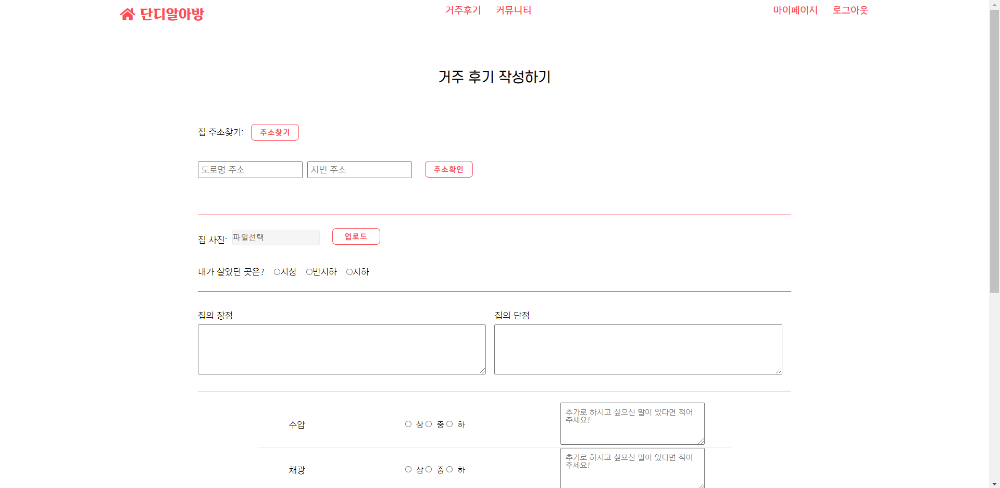 단디알아방 거주후기 커뮤니티 마이페이지 로그아웃
거주 후기 작성하기
집 주소찾기: 주소찾기
도로명 주소 지번 주소 주소확인
집 사진: 파일선택 업로드
내가 살았던 곳은? 지상 반지하 지하
집의 장점 집의 단점
추가로 하시고 싶으신 말이 있다면 적어
주세요!
수압 상 중 하
추가로 하시고 싶으신 말이 있다면 적어
주세요!
채광 상 중 하